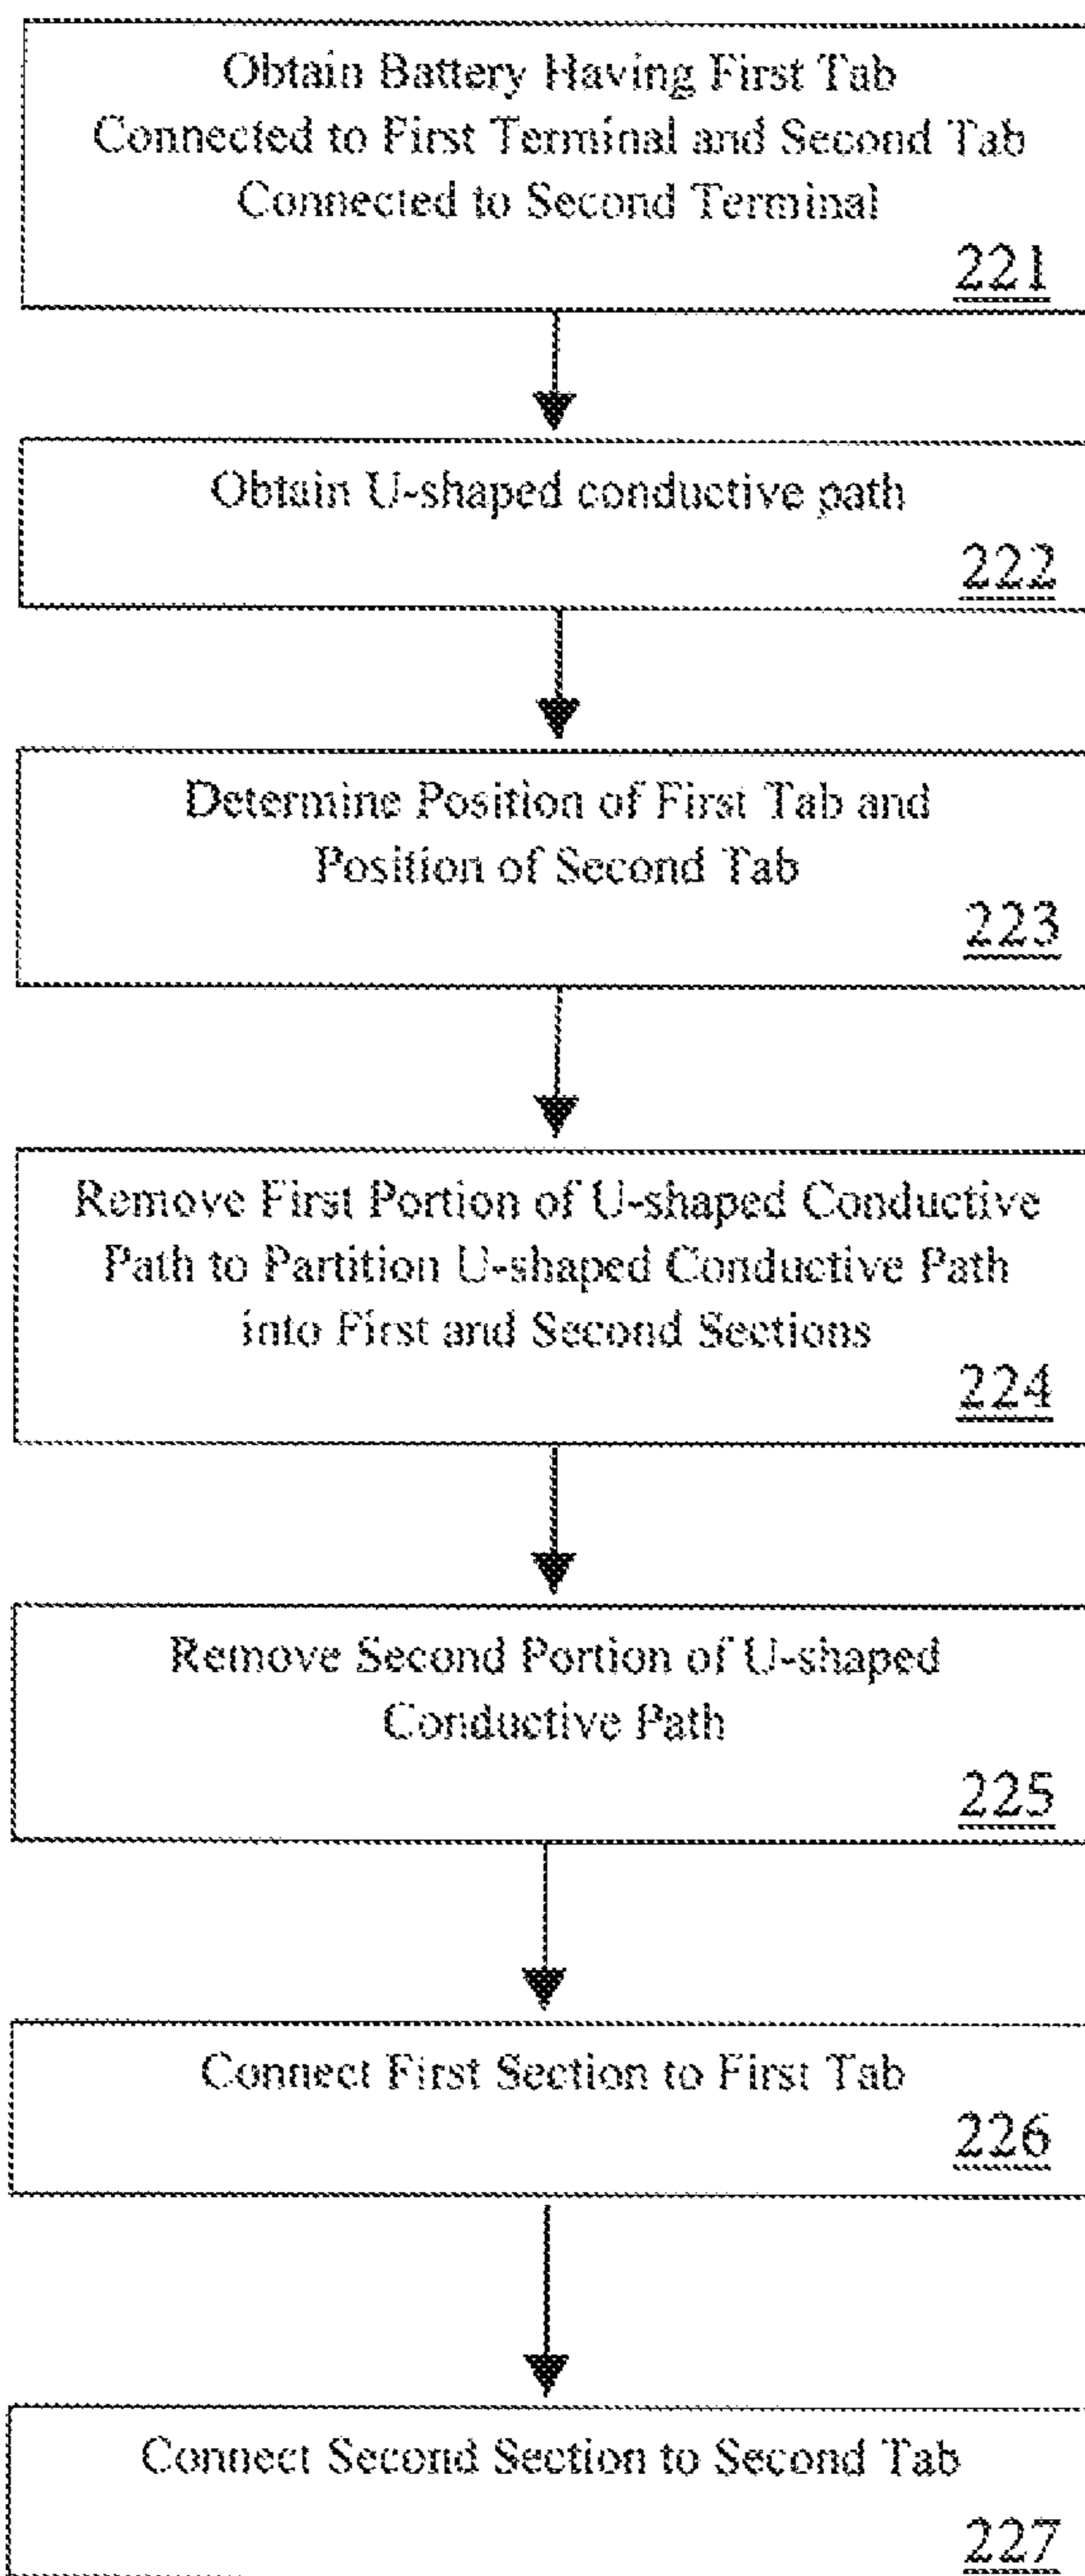 Obtain Battery Having First Tab
Connected to First Terminal and Second Tab
Connected to Second Terminal
221
Obtain U-shaped conductive path
222
Determine Position of First Tab and
Position of Second Tab
223
Remove First Portion of U-shaped Conductive
Path to Partition U-shaped Conductive Path
into First and Second Sections
224
Remove Second Portion of U-shaped
Conductive Path
225
Connect First Section to First Tab
226
Connect Second Section to Second Tab
227